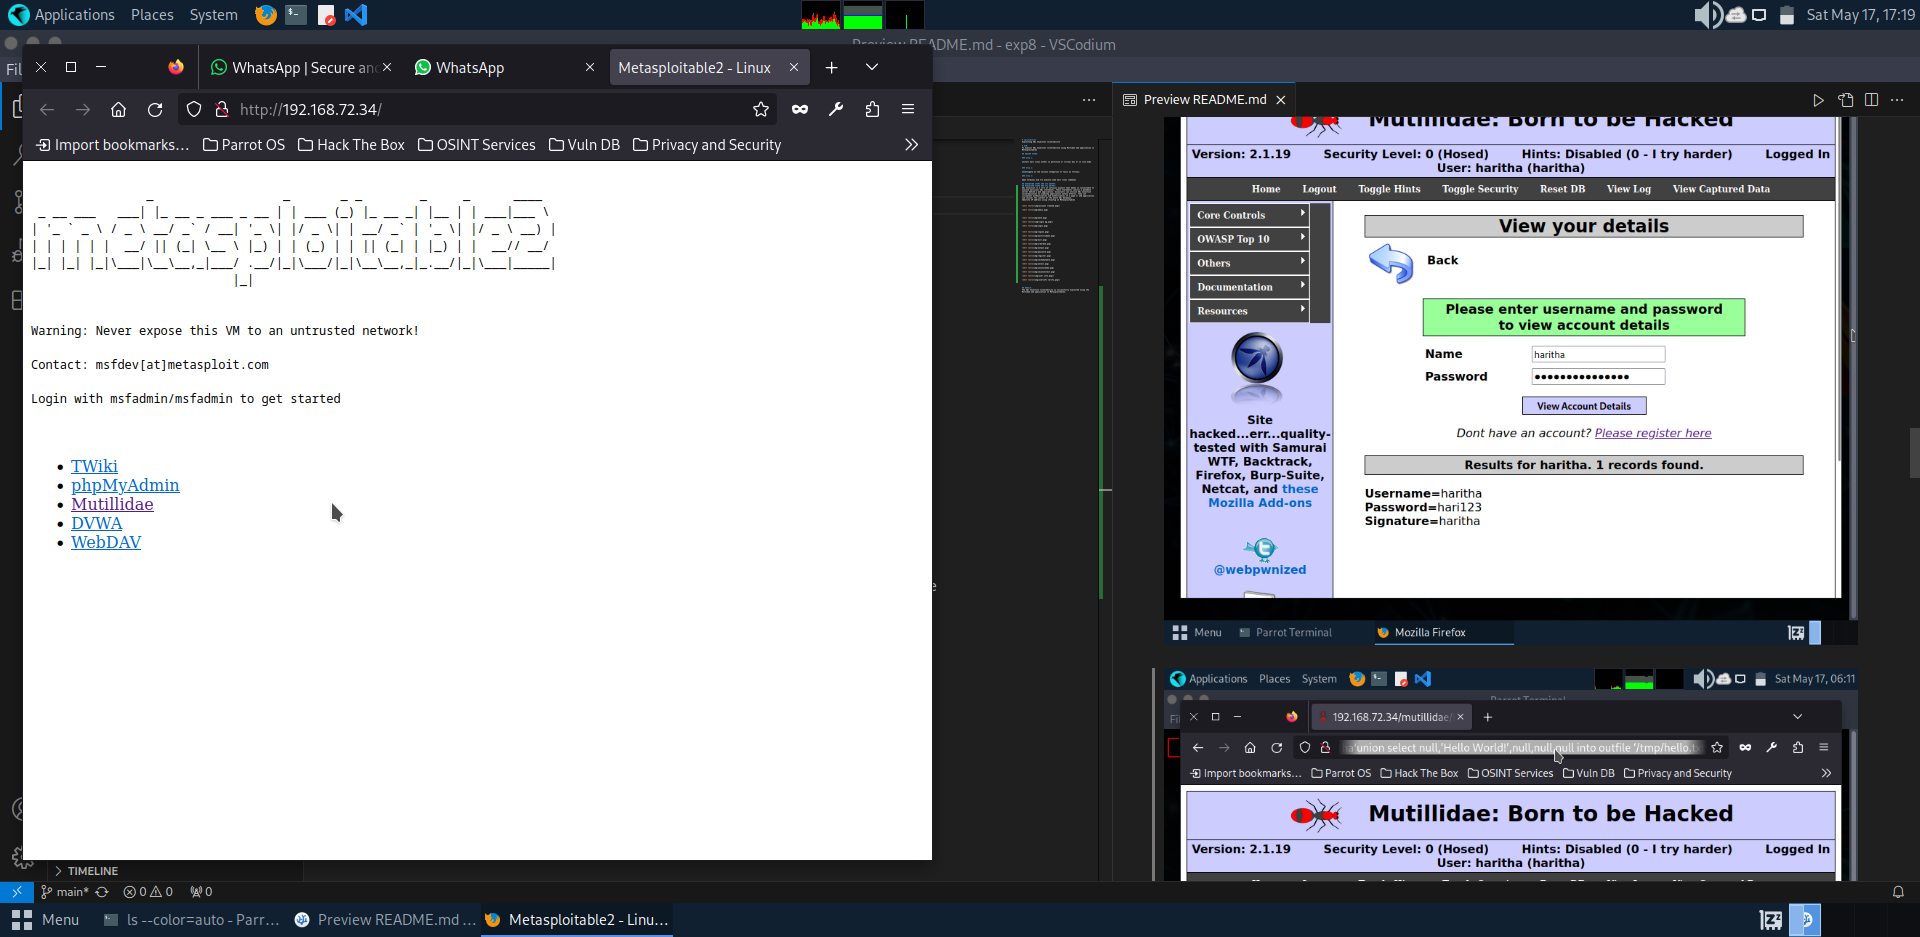 Applications Places System
Sat May 17, 17:19
Preview README.md - exp8 - VSCodium
Fil
WhatsApp | Secure and
WhatsApp
Metasploitable2 - Linux
http://192.168.72.34/
Import bookmarks...
Parrot OS
Hack The Box
OSINT Services
Vuln DB
Privacy and Security
metasploitable2
Warning: Never expose this VM to an untrusted network!
Contact: msfdev[at]metasploit.com
Login with msfadmin/msfadmin to get started
TWiki
phpMyAdmin
Mutillidae
DVWA
WebDAV
TIMELINE
main*
0 0
0
Preview README.md
Mutillidae: Born to be Hacked
Version: 2.1.19 Security Level: 0 (Hosed) Hints: Disabled (0 - I try harder) Logged In
User: haritha (haritha)
Home Logout Toggle Hints Toggle Security Reset DB View Log View Captured Data
Core Controls
OWASP Top 10
Others
Documentation
Resources
Site
hacked...err...quality-
tested with Samurai
WTF, Backtrack,
Firefox, Burp-Suite,
Netcat, and these
Mozilla Add-ons
@webpwnized
View your details
Back
Please enter username and password
to view account details
Name haritha
Password
View Account Details
Dont have an account? Please register here
Results for haritha. 1 records found.
Username=haritha
Password=hari123
Signature=haritha
Menu Parrot Terminal Mozilla Firefox
Applications Places System
Sat May 17, 06:11
Parrot Terminal
192.168.72.34/mutillidae/
'union select null,'Hello World!',null,null,null into outfile '/tmp/hello.tx
Import bookmarks... Parrot OS Hack The Box OSINT Services Vuln DB Privacy and Security
Mutillidae: Born to be Hacked
Version: 2.1.19 Security Level: 0 (Hosed) Hints: Disabled (0 - I try harder) Logged In
User: haritha (haritha)
Menu
ls --color=auto - Parr...
Preview README.md ...
Metasploitable2 - Linu...